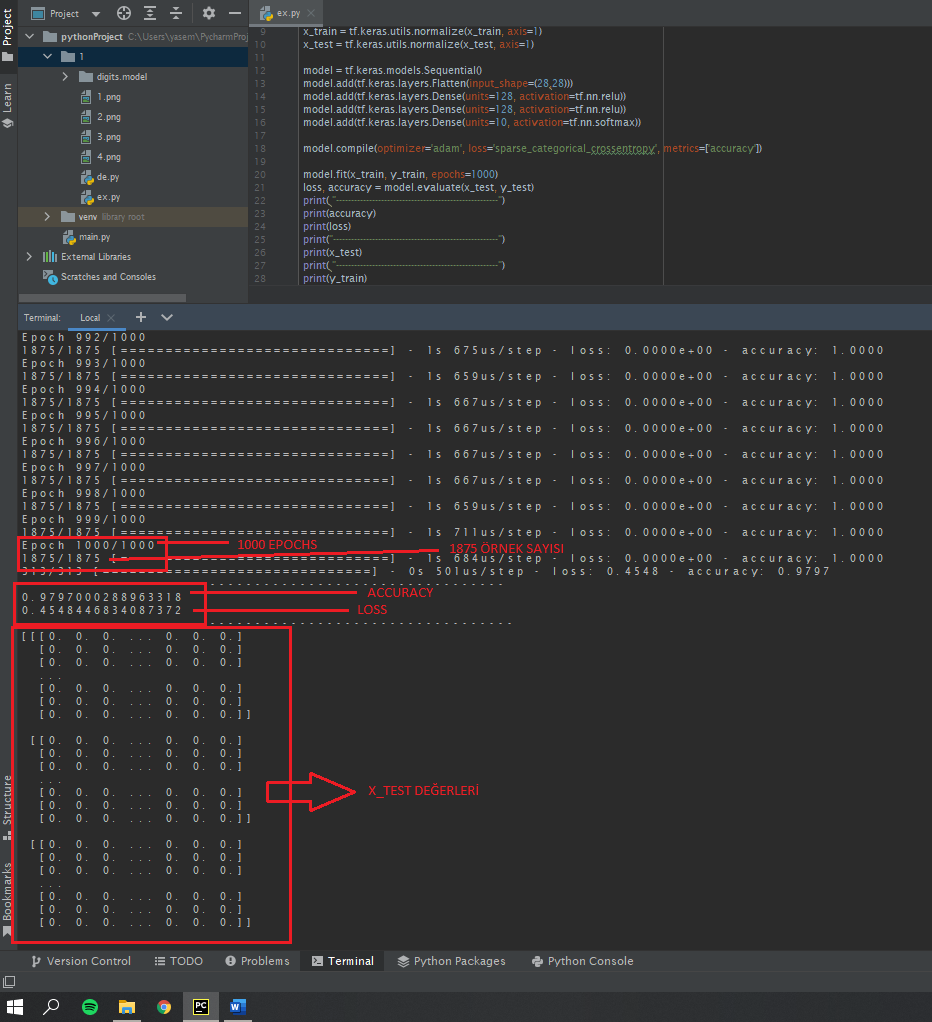 Project
ex.py
pythonProject C:\Users\yasem\PycharmProj
1
digits.model
1.png
2.png
3.png
4.png
de.py
ex.py
venv library root
main.py
External Libraries
Scratches and Consoles
Project
Learn
Structure
Bookmarks
9 x_train = tf.keras.utils.normalize(x_train, axis=1)
10 x_test = tf.keras.utils.normalize(x_test, axis=1)
11
12 model = tf.keras.models.Sequential()
13 model.add(tf.keras.layers.Flatten(input_shape=(28,28)))
14 model.add(tf.keras.layers.Dense(units=128, activation=tf.nn.relu))
15 model.add(tf.keras.layers.Dense(units=128, activation=tf.nn.relu))
16 model.add(tf.keras.layers.Dense(units=10, activation=tf.nn.softmax))
17
18 model.compile(optimizer='adam', loss='sparse_categorical_crossentropy', metrics=['accuracy'])
19
20 model.fit(x_train, y_train, epochs=1000)
21 loss, accuracy = model.evaluate(x_test, y_test)
22 print( "------------------------------------------------------")
23 print(accuracy)
24 print(loss)
25 print("-------------------------------------------------------")
26 print(x_test)
27 print( "------------------------------------------------------")
28 print(y_train)
Terminal: Local
Epoch 992/1000
1875/1875 [==============================] - 1s 675us/step - loss: 0.0000e+00 - accuracy: 1.0000
Epoch 993/1000
1875/1875 [==============================] - 1s 659us/step - loss: 0.0000e+00 - accuracy: 1.0000
Epoch 994/1000
1875/1875 [==============================] - 1s 667us/step - loss: 0.0000e+00 - accuracy: 1.0000
Epoch 995/1000
1875/1875 [==============================] - 1s 667us/step - loss: 0.0000e+00 - accuracy: 1.0000
Epoch 996/1000
1875/1875 [==============================] - 1s 667us/step - loss: 0.0000e+00 - accuracy: 1.0000
Epoch 997/1000
1875/1875 [==============================] - 1s 667us/step - loss: 0.0000e+00 - accuracy: 1.0000
Epoch 998/1000
1875/1875 [==============================] - 1s 659us/step - loss: 0.0000e+00 - accuracy: 1.0000
Epoch 999/1000
1875/1875 [==============================] - 1s 711us/step - loss: 0.0000e+00 - accuracy: 1.0000
Epoch 1000/1000 1000 EPOCHS 1875 ÖRNEK SAYISI
1875/1875 [==============================] - 1s 684us/step - loss: 0.0000e+00 - accuracy: 1.0000
313/313 [==============================] - 0s 501us/step - loss: 0.4548 - accuracy: 0.9797
------------------------------------------------------
0.9797000288963318 ACCURACY
0.4548446834087372 LOSS
-------------------------------------------------------
[[[0. 0. 0. ... 0. 0. 0.]
[0. 0. 0. ... 0. 0. 0.]
[0. 0. 0. ... 0. 0. 0.]
...
[0. 0. 0. ... 0. 0. 0.]
[0. 0. 0. ... 0. 0. 0.]
[0. 0. 0. ... 0. 0. 0.]]
[[0. 0. 0. ... 0. 0. 0.]
[0. 0. 0. ... 0. 0. 0.]
[0. 0. 0. ... 0. 0. 0.]
...
[0. 0. 0. ... 0. 0. 0.]
[0. 0. 0. ... 0. 0. 0.]
[0. 0. 0. ... 0. 0. 0.]]
X_TEST DEĞERLERİ
[[0. 0. 0. ... 0. 0. 0.]
[0. 0. 0. ... 0. 0. 0.]
[0. 0. 0. ... 0. 0. 0.]
...
[0. 0. 0. ... 0. 0. 0.]
[0. 0. 0. ... 0. 0. 0.]
[0. 0. 0. ... 0. 0. 0.]]
Version Control TODO Problems Terminal Python Packages Python Console
PC W